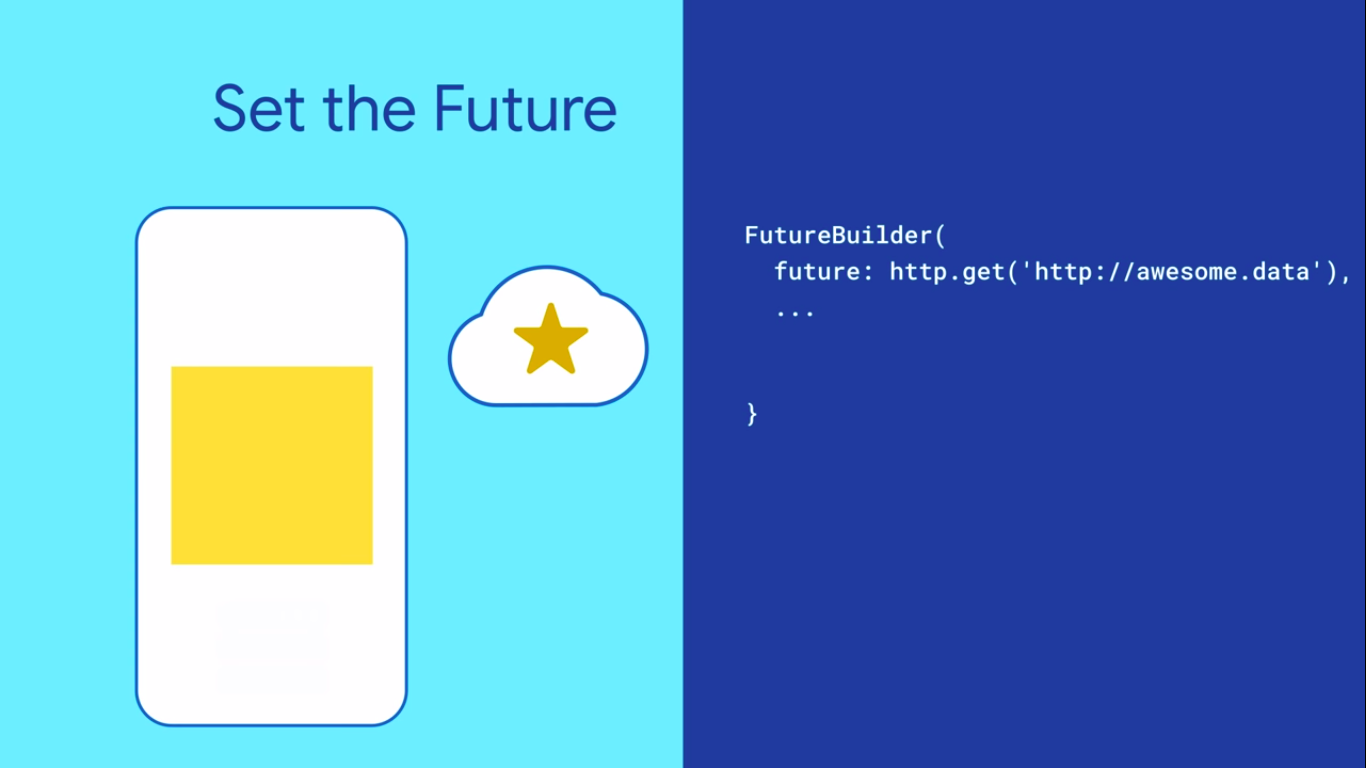 Set the Future
FutureBuilder(
future: http.get('http://awesome.data'),
...
}